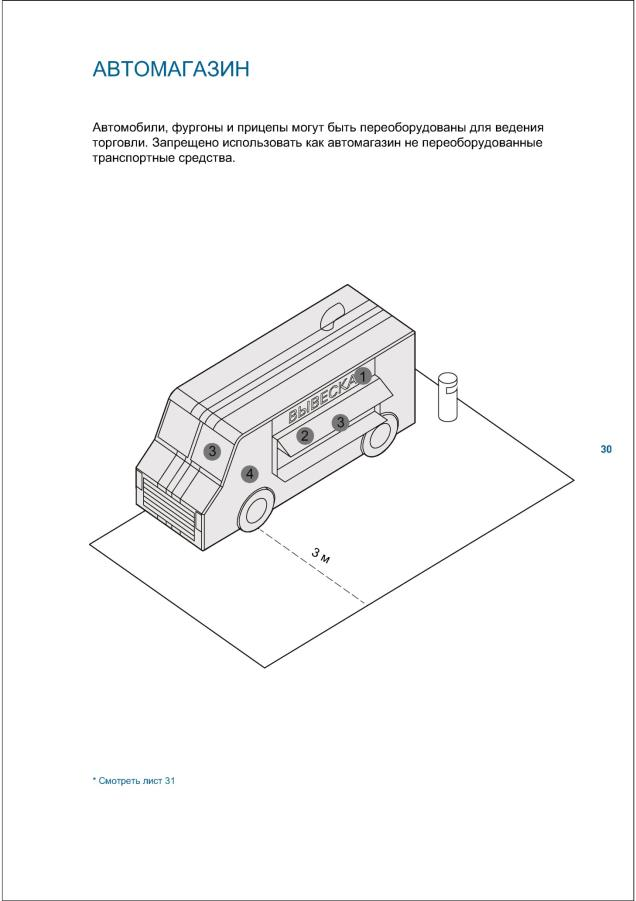 АВТОМАГАЗИН
Автомобили, фургоны и прицепы могут быть переоборудованы для ведения
торговли. Запрещено использовать как автомагазин не переоборудованные
транспортные средства.
ВЫВЕСКА
1
2
3
3
4
30
3 м
* Смотреть лист 31